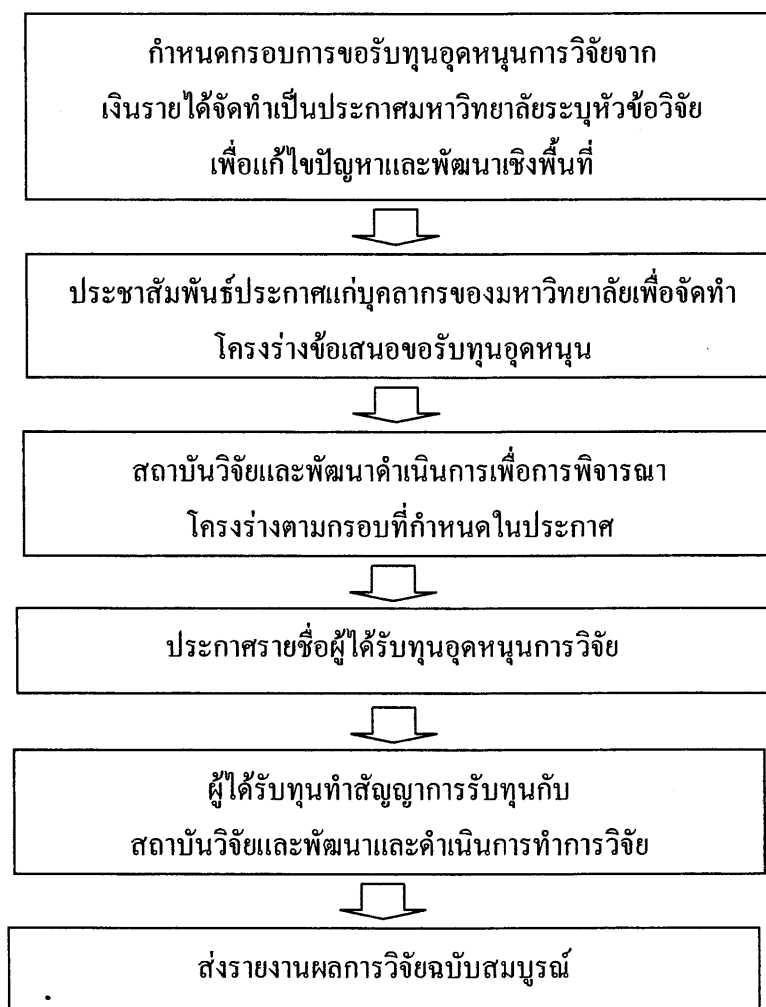 กำหนดกรอบการขอรับทุนอุดหนุนการวิจัยจาก
เงินรายได้จัดทำเป็นประกาศมหาวิทยาลัยระบุหัวข้อวิจัย
เพื่อแก้ไขปัญหาและพัฒนาเชิงพื้นที่
ประชาสัมพันธ์ประกาศแก่บุคลากรของมหาวิทยาลัยเพื่อจัดทำ
โครงร่างข้อเสนอขอรับทุนอุดหนุน
สถาบันวิจัยและพัฒนาดำเนินการเพื่อการพิจารณา
โครงร่างตามกรอบที่กำหนดในประกาศ
ประกาศรายชื่อผู้ได้รับทุนอุดหนุนการวิจัย
ผู้ได้รับทุนทำสัญญาการรับทุนกับ
สถาบันวิจัยและพัฒนาและดำเนินการทำการวิจัย
ส่งรายงานผลการวิจัยฉบับสมบูรณ์